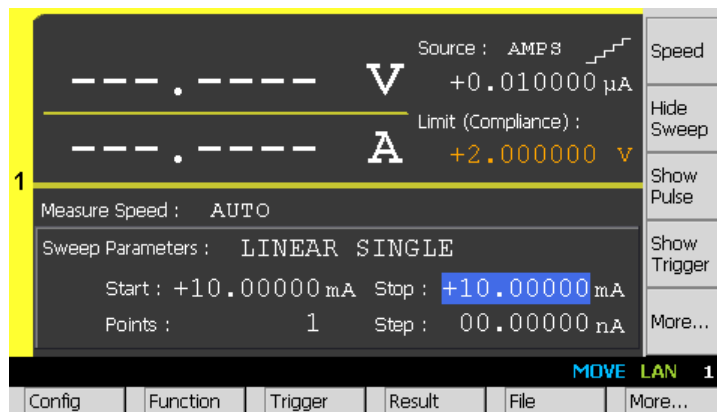 ---.---- V
Source : AMPS
+0.010000 µA
---.---- A
Limit (Compliance) :
+2.000000 V
1
Measure Speed : AUTO
Sweep Parameters : LINEAR SINGLE
Start : +10.00000 mA Stop : +10.00000 mA
Points : 1 Step : 00.00000 nA
Speed
Hide
Sweep
Show
Pulse
Show
Trigger
More...
MOVE LAN 1
Config Function Trigger Result File More...